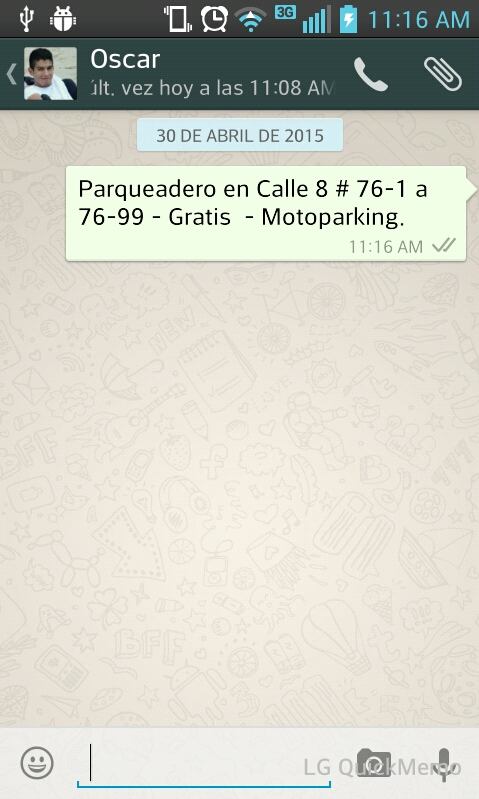 3G 11:16 AM
Oscar
últ. vez hoy a las 11:08 AM
30 DE ABRIL DE 2015
Parqueadero en Calle 8 # 76-1 a
76-99 - Gratis - Motoparking.
11:16 AM
LG QuickMemo